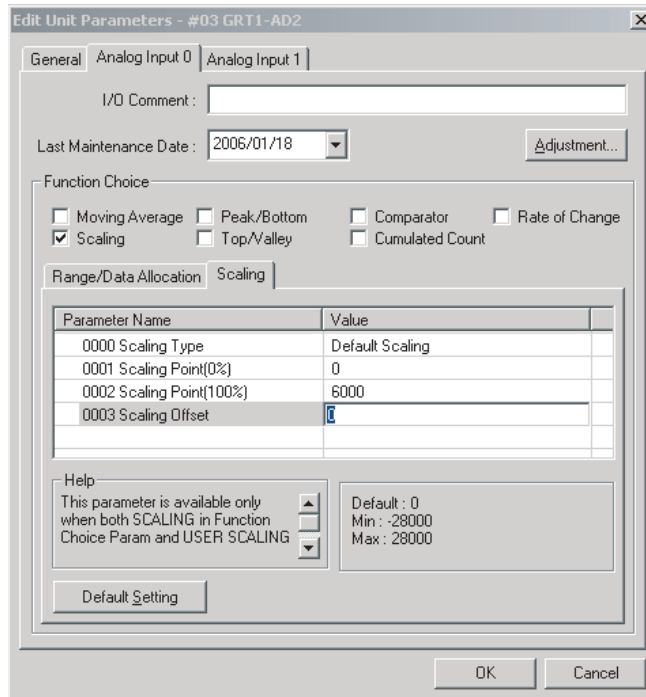 Edit Unit Parameters - #03 GRT1-AD2
General Analog Input 0 Analog Input 1
I/O Comment :
Last Maintenance Date : 2006/01/18 Adjustment...
Function Choice
Moving Average Peak/Bottom Comparator Rate of Change
Scaling Top/Valley Cumulated Count
Range/Data Allocation Scaling
Parameter Name Value
0000 Scaling Type Default Scaling
0001 Scaling Point(0%) 0
0002 Scaling Point(100%) 6000
0003 Scaling Offset 0
Help
This parameter is available only
when both SCALING in Function
Choice Param and USER SCALING
Default : 0
Min : -28000
Max : 28000
Default Setting
OK Cancel